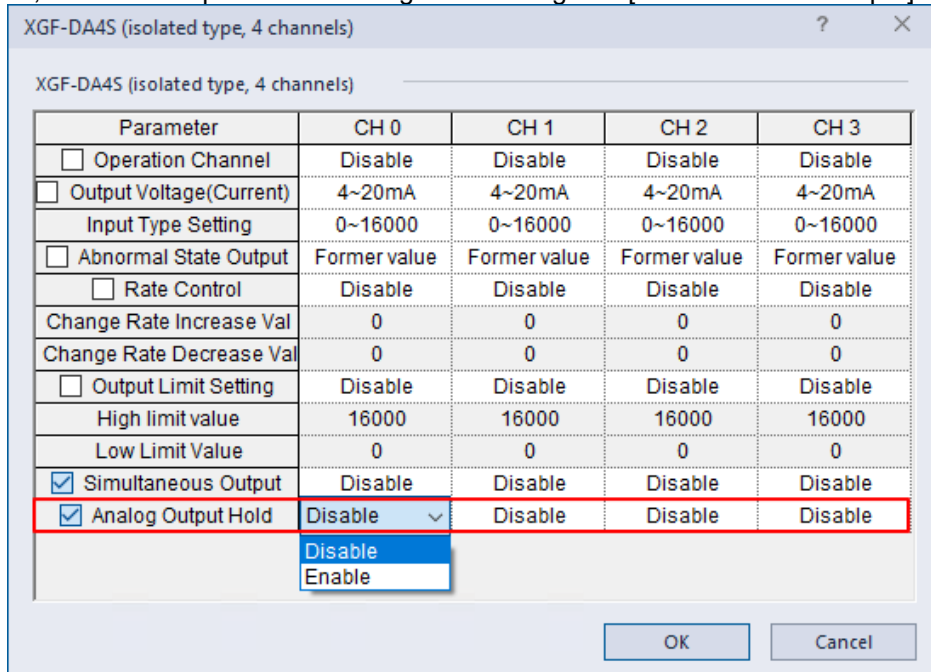 XGF-DA4S (isolated type, 4 channels) ? ×
XGF-DA4S (isolated type, 4 channels)
Parameter CH 0 CH 1 CH 2 CH 3
Operation Channel Disable Disable Disable Disable
Output Voltage(Current) 4~20mA 4~20mA 4~20mA 4~20mA
Input Type Setting 0~16000 0~16000 0~16000 0~16000
Abnormal State Output Former value Former value Former value Former value
Rate Control Disable Disable Disable Disable
Change Rate Increase Val 0 0 0 0
Change Rate Decrease Val 0 0 0 0
Output Limit Setting Disable Disable Disable Disable
High limit value 16000 16000 16000 16000
Low Limit Value 0 0 0 0
Simultaneous Output Disable Disable Disable Disable
Analog Output Hold Disable Disable Disable Disable
Disable
Enable
OK Cancel